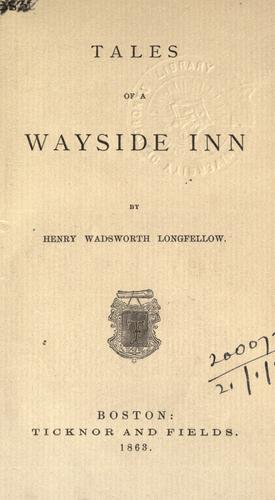 TALES
OF A
WAYSIDE INN
BY
HENRY WADSWORTH LONGFELLOW.
BOSTON:
TICKNOR AND FIELDS.
1863.